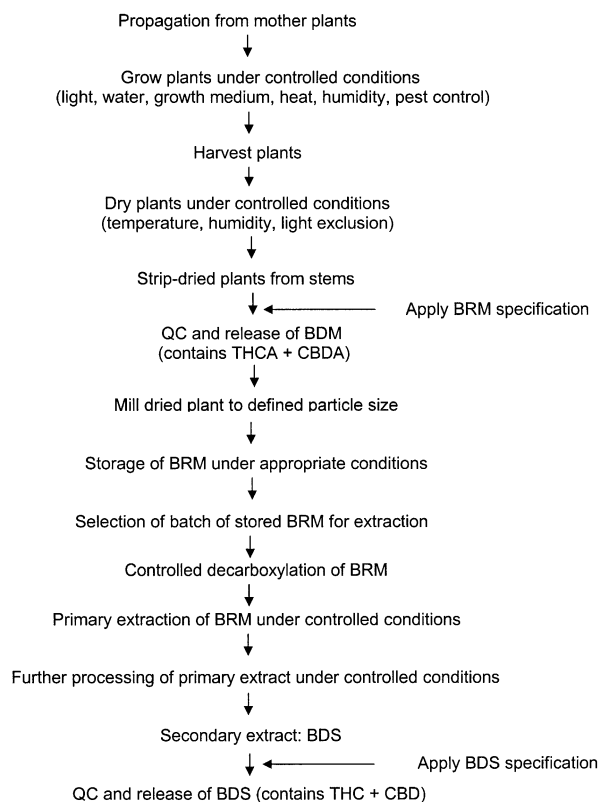 Propagation from mother plants
Grow plants under controlled conditions
(light, water, growth medium, heat, humidity, pest control)
Harvest plants
Dry plants under controlled conditions
(temperature, humidity, light exclusion)
Strip-dried plants from stems
Apply BRM specification
QC and release of BDM
(contains THCA + CBDA)
Mill dried plant to defined particle size
Storage of BRM under appropriate conditions
Selection of batch of stored BRM for extraction
Controlled decarboxylation of BRM
Primary extraction of BRM under controlled conditions
Further processing of primary extract under controlled conditions
Secondary extract: BDS
Apply BDS specification
QC and release of BDS (contains THC + CBD)